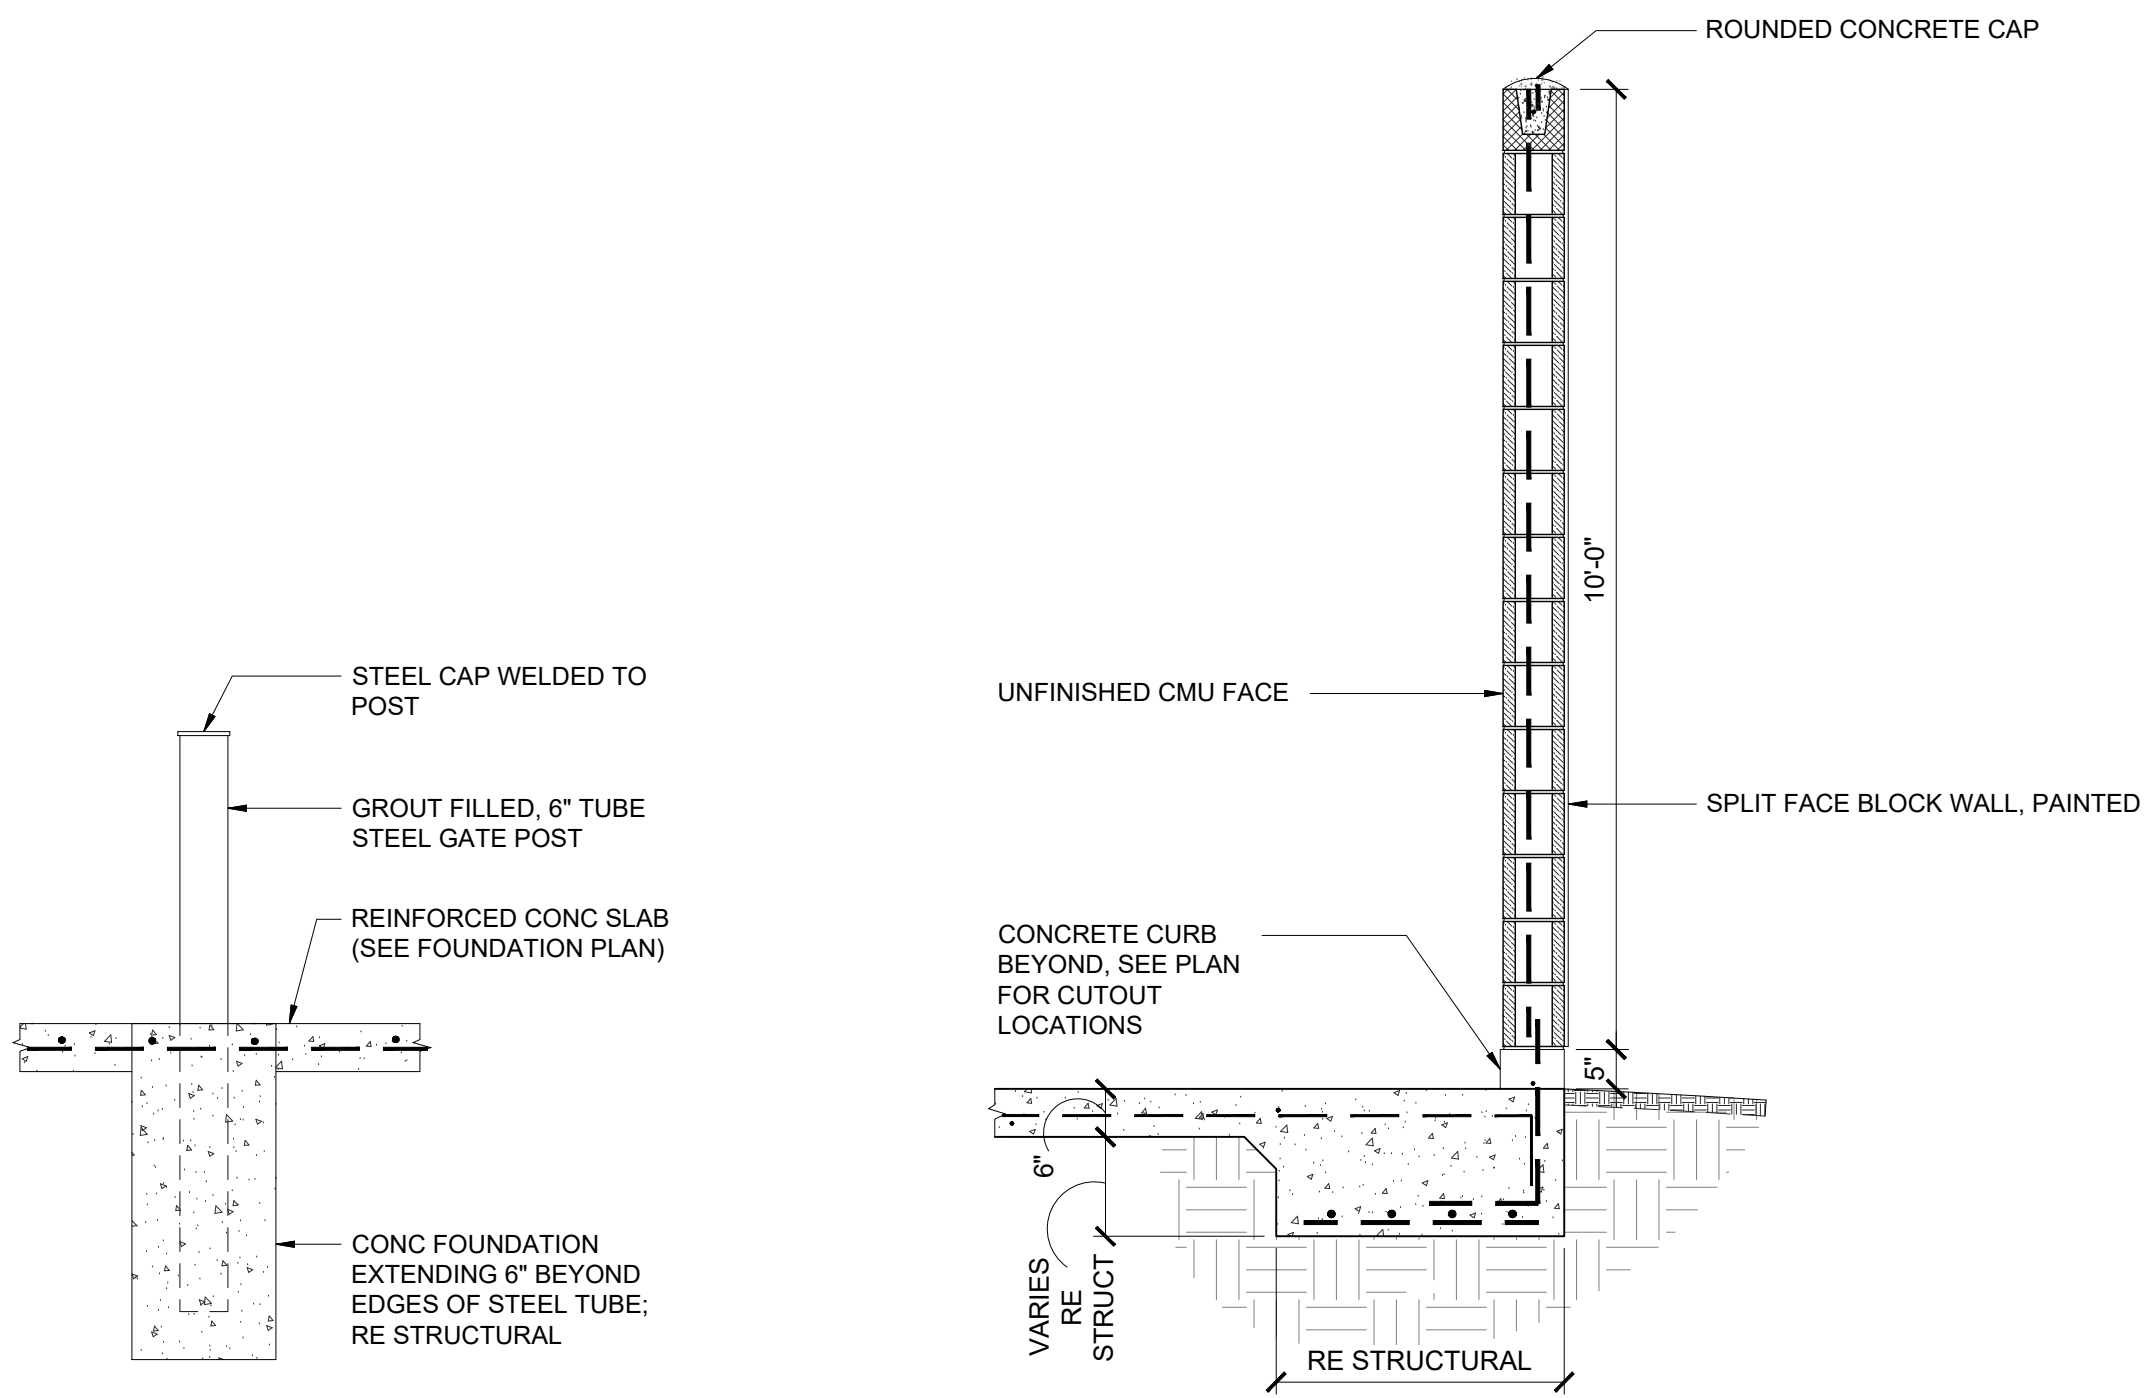 STEEL CAP WELDED TO
POST
GROUT FILLED, 6" TUBE
STEEL GATE POST
REINFORCED CONC SLAB
(SEE FOUNDATION PLAN)
CONC FOUNDATION
EXTENDING 6" BEYOND
EDGES OF STEEL TUBE;
RE STRUCTURAL
ROUNDED CONCRETE CAP
10'-0"
UNFINISHED CMU FACE
SPLIT FACE BLOCK WALL, PAINTED
CONCRETE CURB
BEYOND, SEE PLAN
FOR CUTOUT
LOCATIONS
5"
6"
VARIES
RE
STRUCT
RE STRUCTURAL